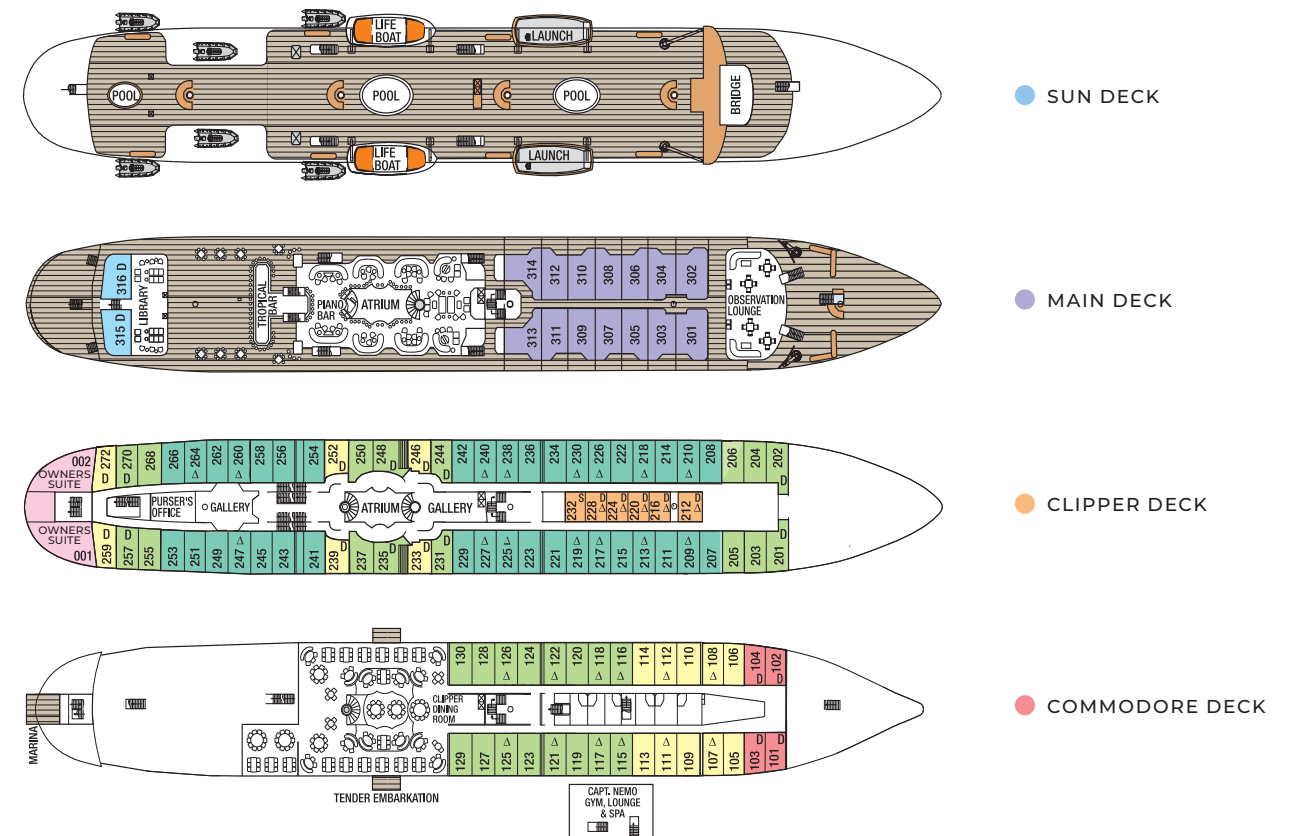 LIFE
BOAT
LAUNCH
POOL
POOL
POOL
BRIDGE
LIFE
BOAT
LAUNCH
SUN DECK
316 D
315 D
LIBRARY
TROPICAL
BAR
PIANO
BAR
ATRIUM
314 312 310 308 306 304 302
313 311 309 307 305 303 301
OBSERVATION
LOUNGE
MAIN DECK
002
OWNERS
SUITE
272 D 270 D 268 266 264 Δ 262 260 Δ 258 256 254 252 D 250 248 D 246 D 244 D 242 240 Δ 238 Δ 236 234 230 Δ 226 Δ 222 218 Δ 214 210 Δ 208 206 204 202 D
PURSER'S
OFFICE
GALLERY
ATRIUM
GALLERY
232 S 228 D Δ 224 D Δ 220 D Δ 216 D Δ 212 D Δ
OWNERS
SUITE
001
259 D 257 D 255 253 251 249 247 Δ 245 243 241 239 D 237 235 D 233 D 231 D 229 227 Δ 225 Δ 223 221 219 Δ 217 Δ 215 213 Δ 211 209 Δ 207 205 203 201 D
CLIPPER DECK
MARINA
CLIPPER
DINING
ROOM
130 128 126 Δ 124 122 Δ 120 118 Δ 116 Δ 114 112 Δ 110 108 Δ 106 104 D 102 D
129 127 125 Δ 123 121 Δ 119 117 Δ 115 Δ 113 111 Δ 109 107 Δ 105 103 D 101 D
TENDER EMBARKATION
CAPT. NEMO
GYM, LOUNGE
& SPA
COMMODORE DECK